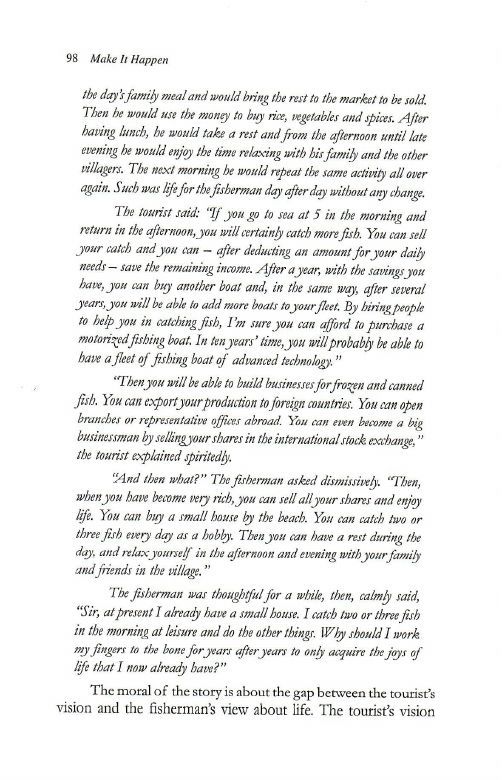 98 Make It Happen
the day's family meal and would bring the rest to the market to be sold.
Then he would use the money to buy rice, vegetables and spices. After
having lunch, he would take a rest and from the afternoon until late
evening he would enjoy the time relaxing with his family and the other
villagers. The next morning he would repeat the same activity all over
again. Such was life for the fisherman day after day without any change.
The tourist said: "If you go to sea at 5 in the morning and
return in the afternoon, you will certainly catch more fish. You can sell
your catch and you can – after deducting an amount for your daily
needs – save the remaining income. After a year, with the savings you
have, you can buy another boat and, in the same way, after several
years, you will be able to add more boats to your fleet. By hiring people
to help you in catching fish, I'm sure you can afford to purchase a
motorized fishing boat. In ten years' time, you will probably be able to
have a fleet of fishing boat of advanced technology."
"Then you will be able to build businesses for frozen and canned
fish. You can export your production to foreign countries. You can open
branches or representative offices abroad. You can even become a big
businessman by selling your shares in the international stock exchange,"
the tourist explained spiritedly.
"And then what?" The fisherman asked dismissively. "Then,
when you have become very rich, you can sell all your shares and enjoy
life. You can buy a small house by the beach. You can catch two or
three fish every day as a hobby. Then you can have a rest during the
day, and relax yourself in the afternoon and evening with your family
and friends in the village."
The fisherman was thoughtful for a while, then, calmly said,
"Sir, at present I already have a small house. I catch two or three fish
in the morning at leisure and do the other things. Why should I work
my fingers to the bone for years after years to only acquire the joys of
life that I now already have?"
The moral of the story is about the gap between the tourist's
vision and the fisherman's view about life. The tourist's vision